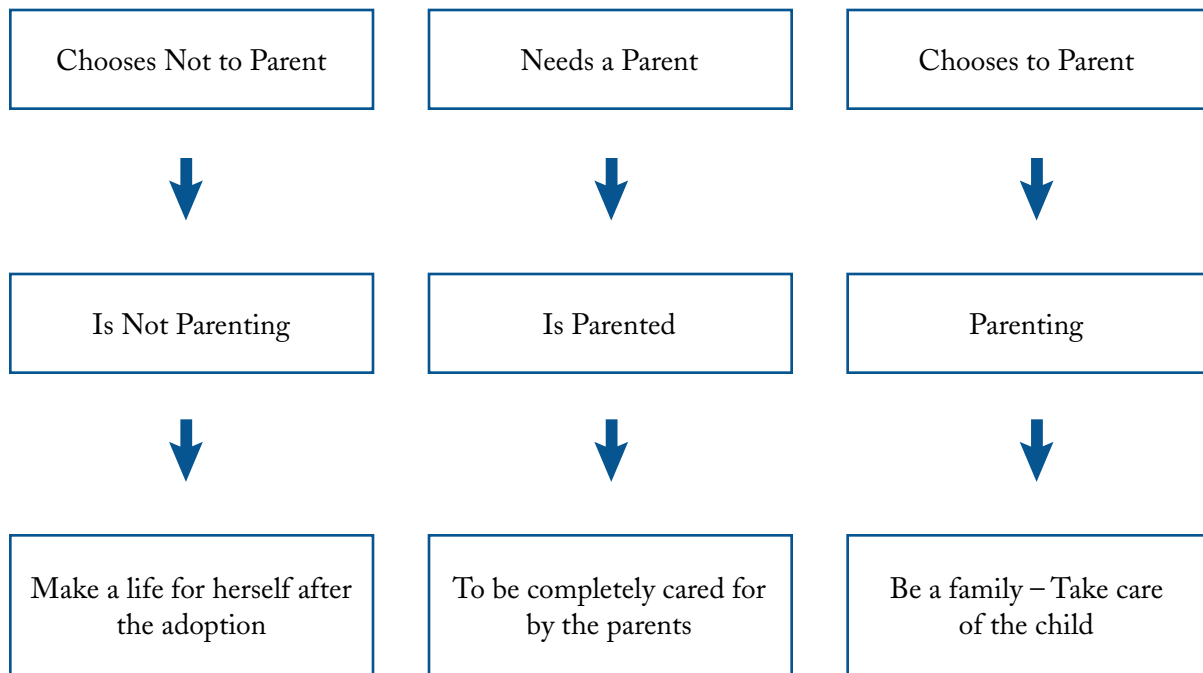 Chooses Not to Parent
Needs a Parent
Chooses to Parent
Is Not Parenting
Is Parented
Parenting
Make a life for herself after
the adoption
To be completely cared for
by the parents
Be a family – Take care
of the child